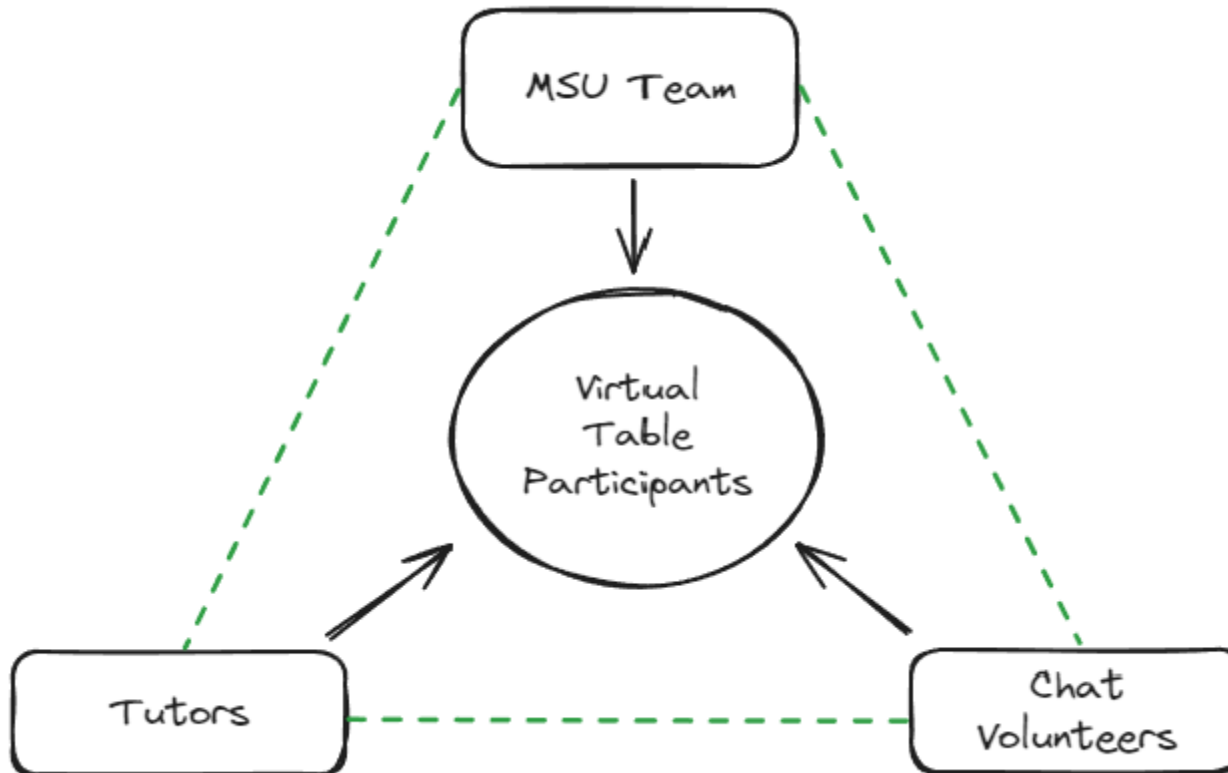 MSU Team
Virtual
Table
Participants
Tutors
Chat
Volunteers